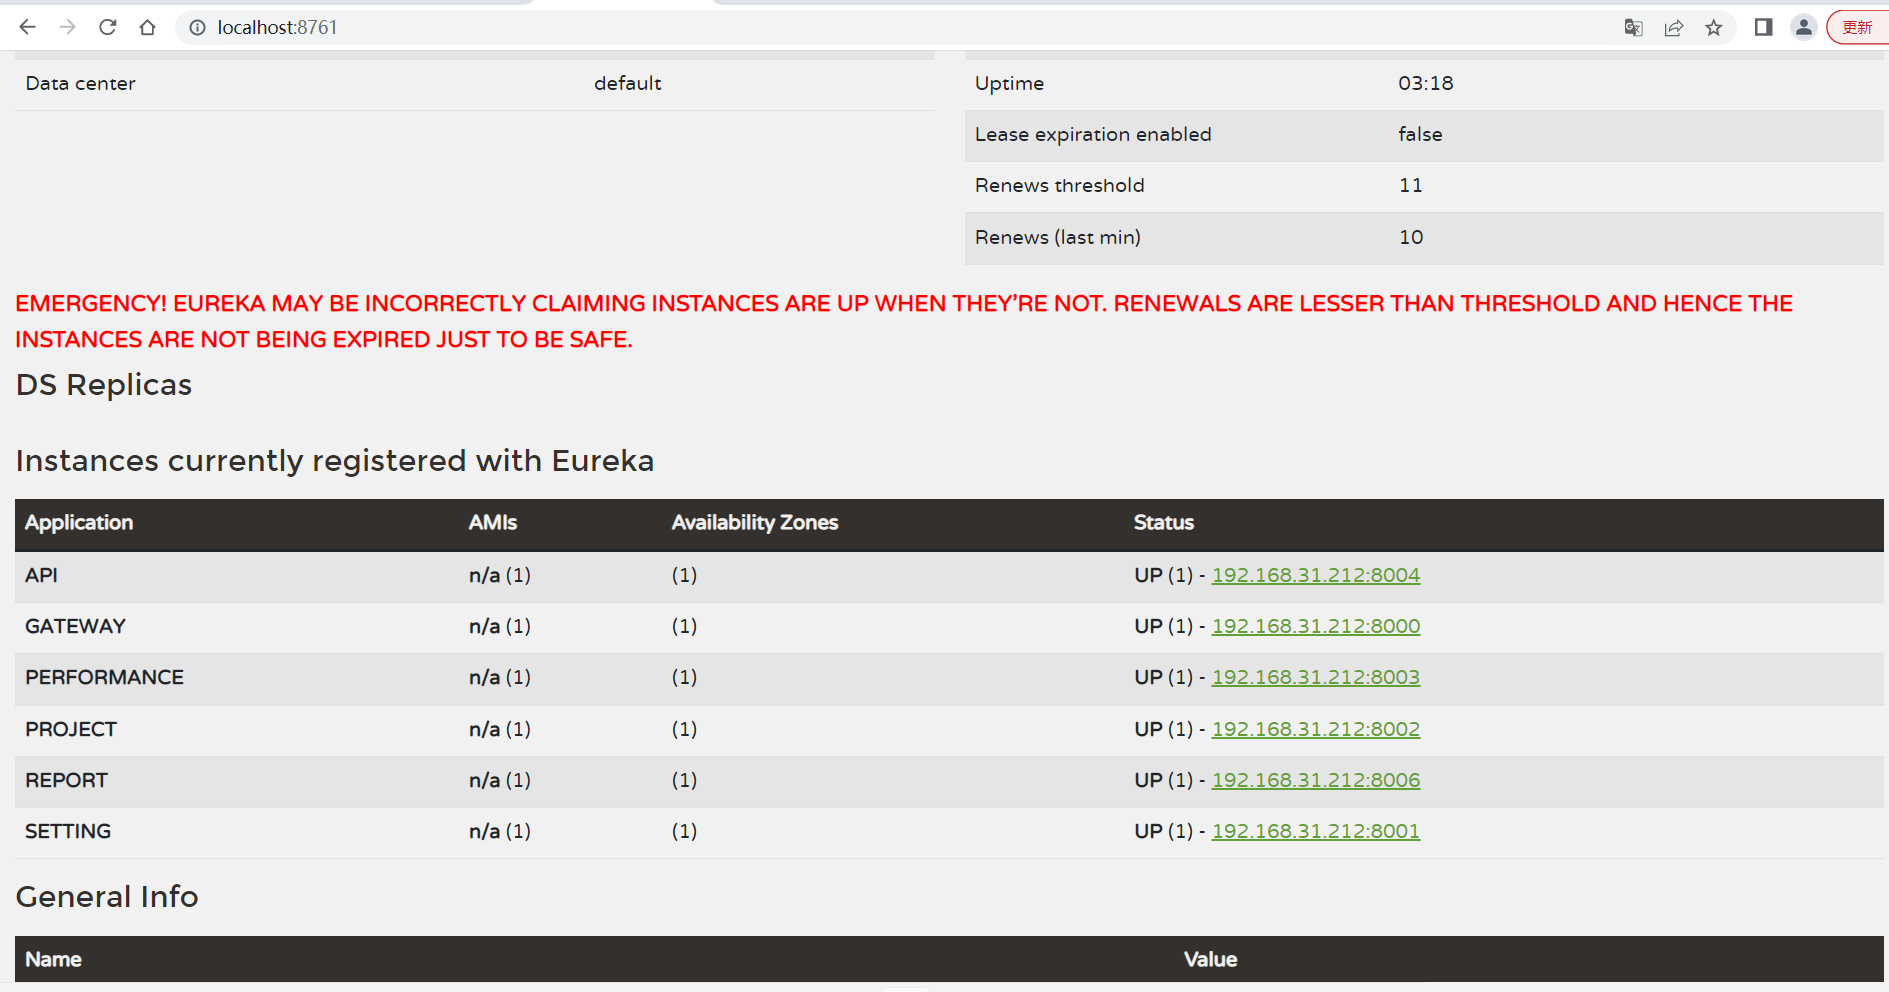 localhost:8761
更新
Data center default
Uptime 03:18
Lease expiration enabled false
Renews threshold 11
Renews (last min) 10
EMERGENCY! EUREKA MAY BE INCORRECTLY CLAIMING INSTANCES ARE UP WHEN THEY'RE NOT. RENEWALS ARE LESSER THAN THRESHOLD AND HENCE THE
INSTANCES ARE NOT BEING EXPIRED JUST TO BE SAFE.
DS Replicas
Instances currently registered with Eureka
Application AMIs Availability Zones Status
API n/a (1) (1) UP (1) - 192.168.31.212:8004
GATEWAY n/a (1) (1) UP (1) - 192.168.31.212:8000
PERFORMANCE n/a (1) (1) UP (1) - 192.168.31.212:8003
PROJECT n/a (1) (1) UP (1) - 192.168.31.212:8002
REPORT n/a (1) (1) UP (1) - 192.168.31.212:8006
SETTING n/a (1) (1) UP (1) - 192.168.31.212:8001
General Info
Name Value